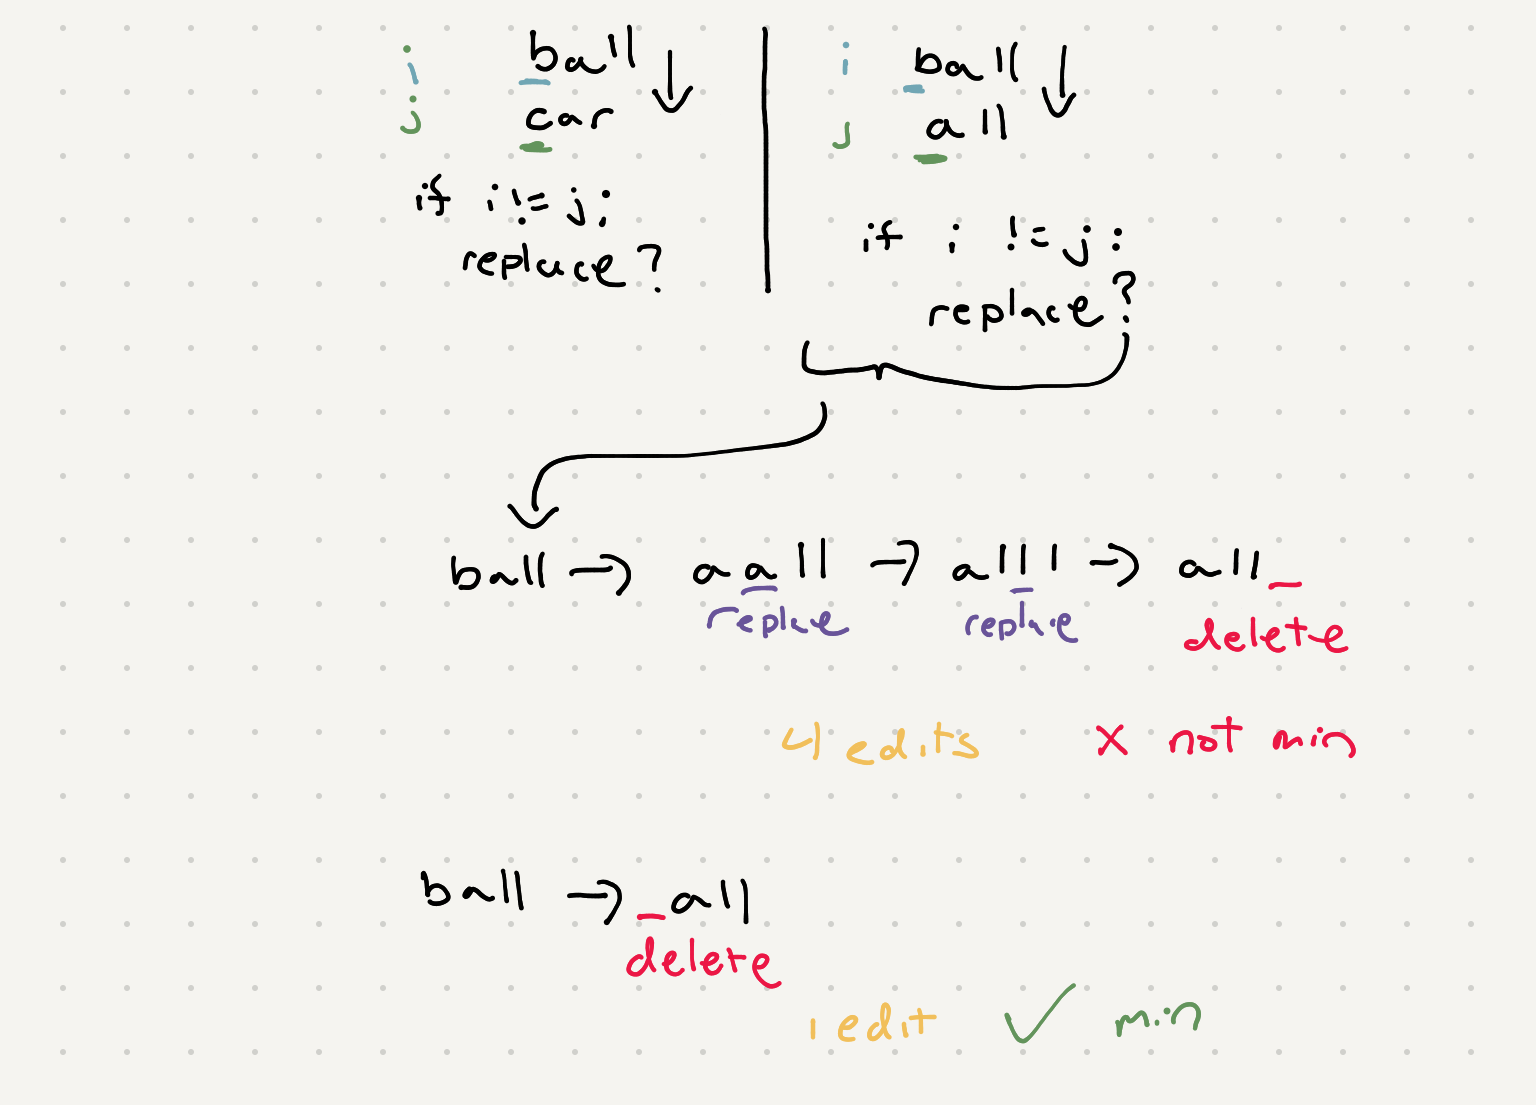 i ball
j car
if i != j:
replace?
i ball
j all
if i != j:
replace?
ball → aall → alll → all_
replace replace delete
4 edits x not min
ball → _all
delete
1 edit ✓ min